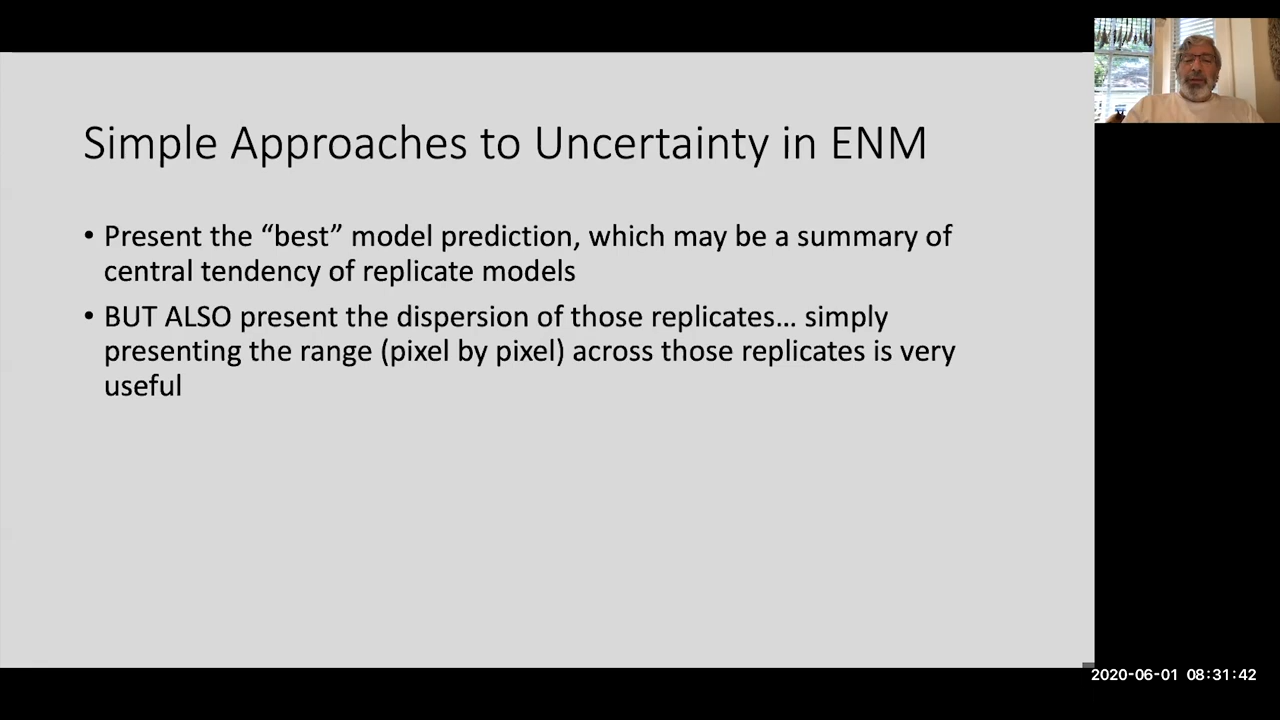 Simple Approaches to Uncertainty in ENM
• Present the “best” model prediction, which may be a summary of
central tendency of replicate models
• BUT ALSO present the dispersion of those replicates... simply
presenting the range (pixel by pixel) across those replicates is very
useful
2020-06-01 08:31:42